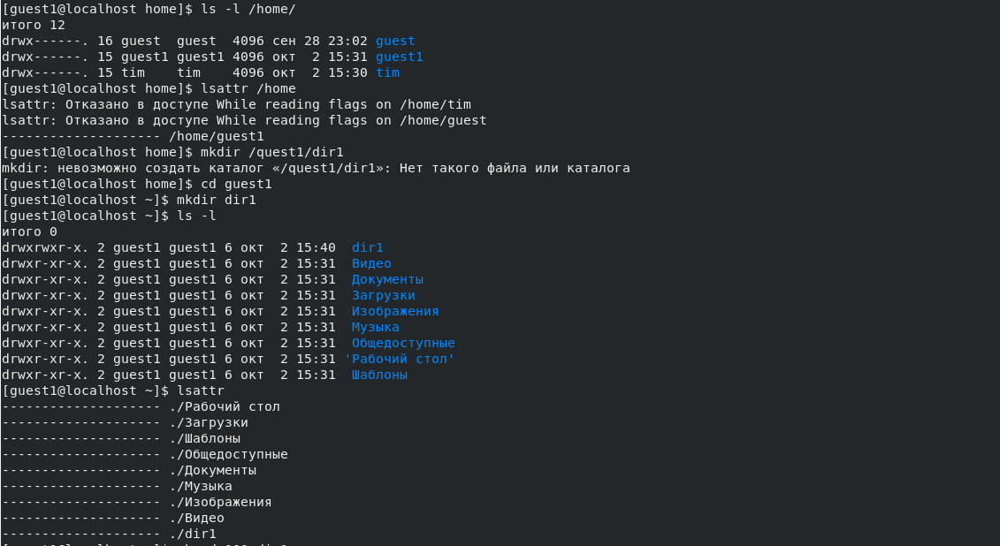 [guest1@localhost home]$ ls -l /home/
итого 12
drwx------. 16 guest  guest  4096 сен 28 23:02 guest
drwx------. 15 guest1 guest1 4096 окт  2 15:31 guest1
drwx------. 15 tim    tim    4096 окт  2 15:30 tim
[guest1@localhost home]$ lsattr /home
lsattr: Отказано в доступе While reading flags on /home/tim
lsattr: Отказано в доступе While reading flags on /home/guest
-------------------- /home/guest1
[guest1@localhost home]$ mkdir /quest1/dir1
mkdir: невозможно создать каталог «/quest1/dir1»: Нет такого файла или каталога
[guest1@localhost home]$ cd guest1
[guest1@localhost ~]$ mkdir dir1
[guest1@localhost ~]$ ls -l
итого 0
drwxrwxr-x. 2 guest1 guest1 6 окт  2 15:40  dir1
drwxr-xr-x. 2 guest1 guest1 6 окт  2 15:31  Видео
drwxr-xr-x. 2 guest1 guest1 6 окт  2 15:31  Документы
drwxr-xr-x. 2 guest1 guest1 6 окт  2 15:31  Загрузки
drwxr-xr-x. 2 guest1 guest1 6 окт  2 15:31  Изображения
drwxr-xr-x. 2 guest1 guest1 6 окт  2 15:31  Музыка
drwxr-xr-x. 2 guest1 guest1 6 окт  2 15:31  Общедоступные
drwxr-xr-x. 2 guest1 guest1 6 окт  2 15:31 'Рабочий стол'
drwxr-xr-x. 2 guest1 guest1 6 окт  2 15:31  Шаблоны
[guest1@localhost ~]$ lsattr
-------------------- ./Рабочий стол
-------------------- ./Загрузки
-------------------- ./Шаблоны
-------------------- ./Общедоступные
-------------------- ./Документы
-------------------- ./Музыка
-------------------- ./Изображения
-------------------- ./Видео
-------------------- ./dir1